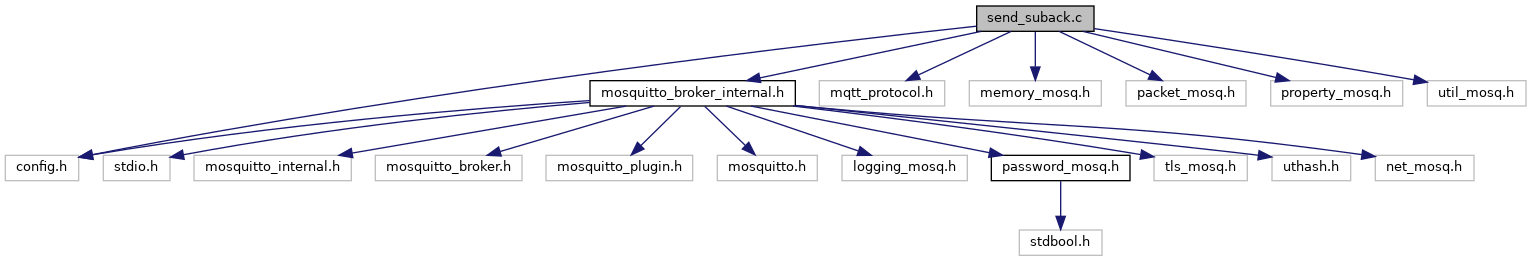 send_suback.c
mosquitto_broker_internal.h
mqtt_protocol.h
memory_mosq.h
packet_mosq.h
property_mosq.h
util_mosq.h
config.h
stdio.h
mosquitto_internal.h
mosquitto_broker.h
mosquitto_plugin.h
mosquitto.h
logging_mosq.h
password_mosq.h
tls_mosq.h
uthash.h
net_mosq.h
stdbool.h